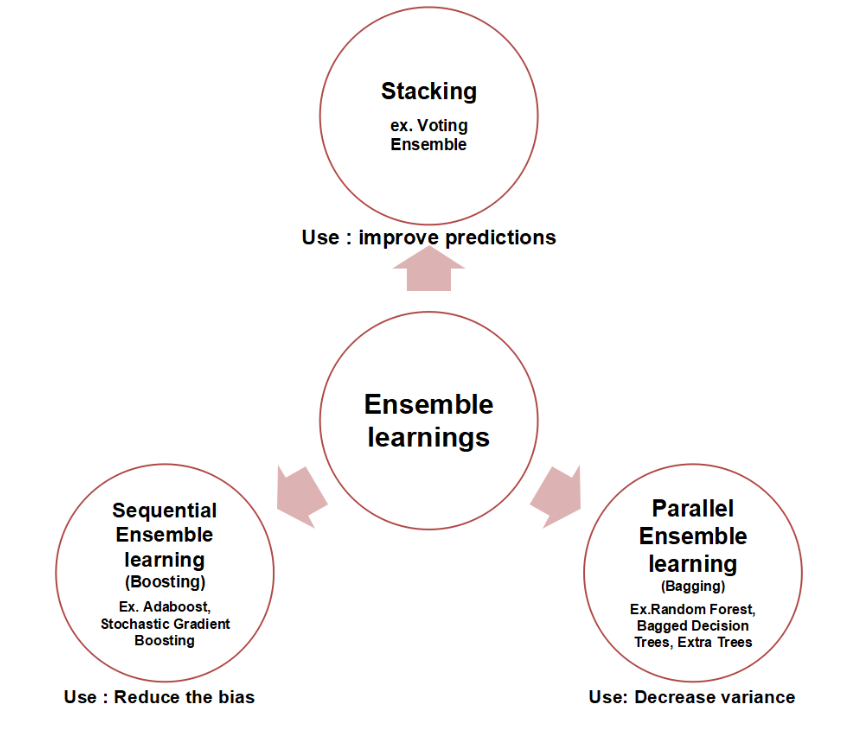 Stacking
ex. Voting
Ensemble
Use : improve predictions
Ensemble
learnings
Sequential
Ensemble
learning
(Boosting)
Ex. Adaboost,
Stochastic Gradient
Boosting
Use : Reduce the bias
Parallel
Ensemble
learning
(Bagging)
Ex.Random Forest,
Bagged Decision
Trees, Extra Trees
Use: Decrease variance